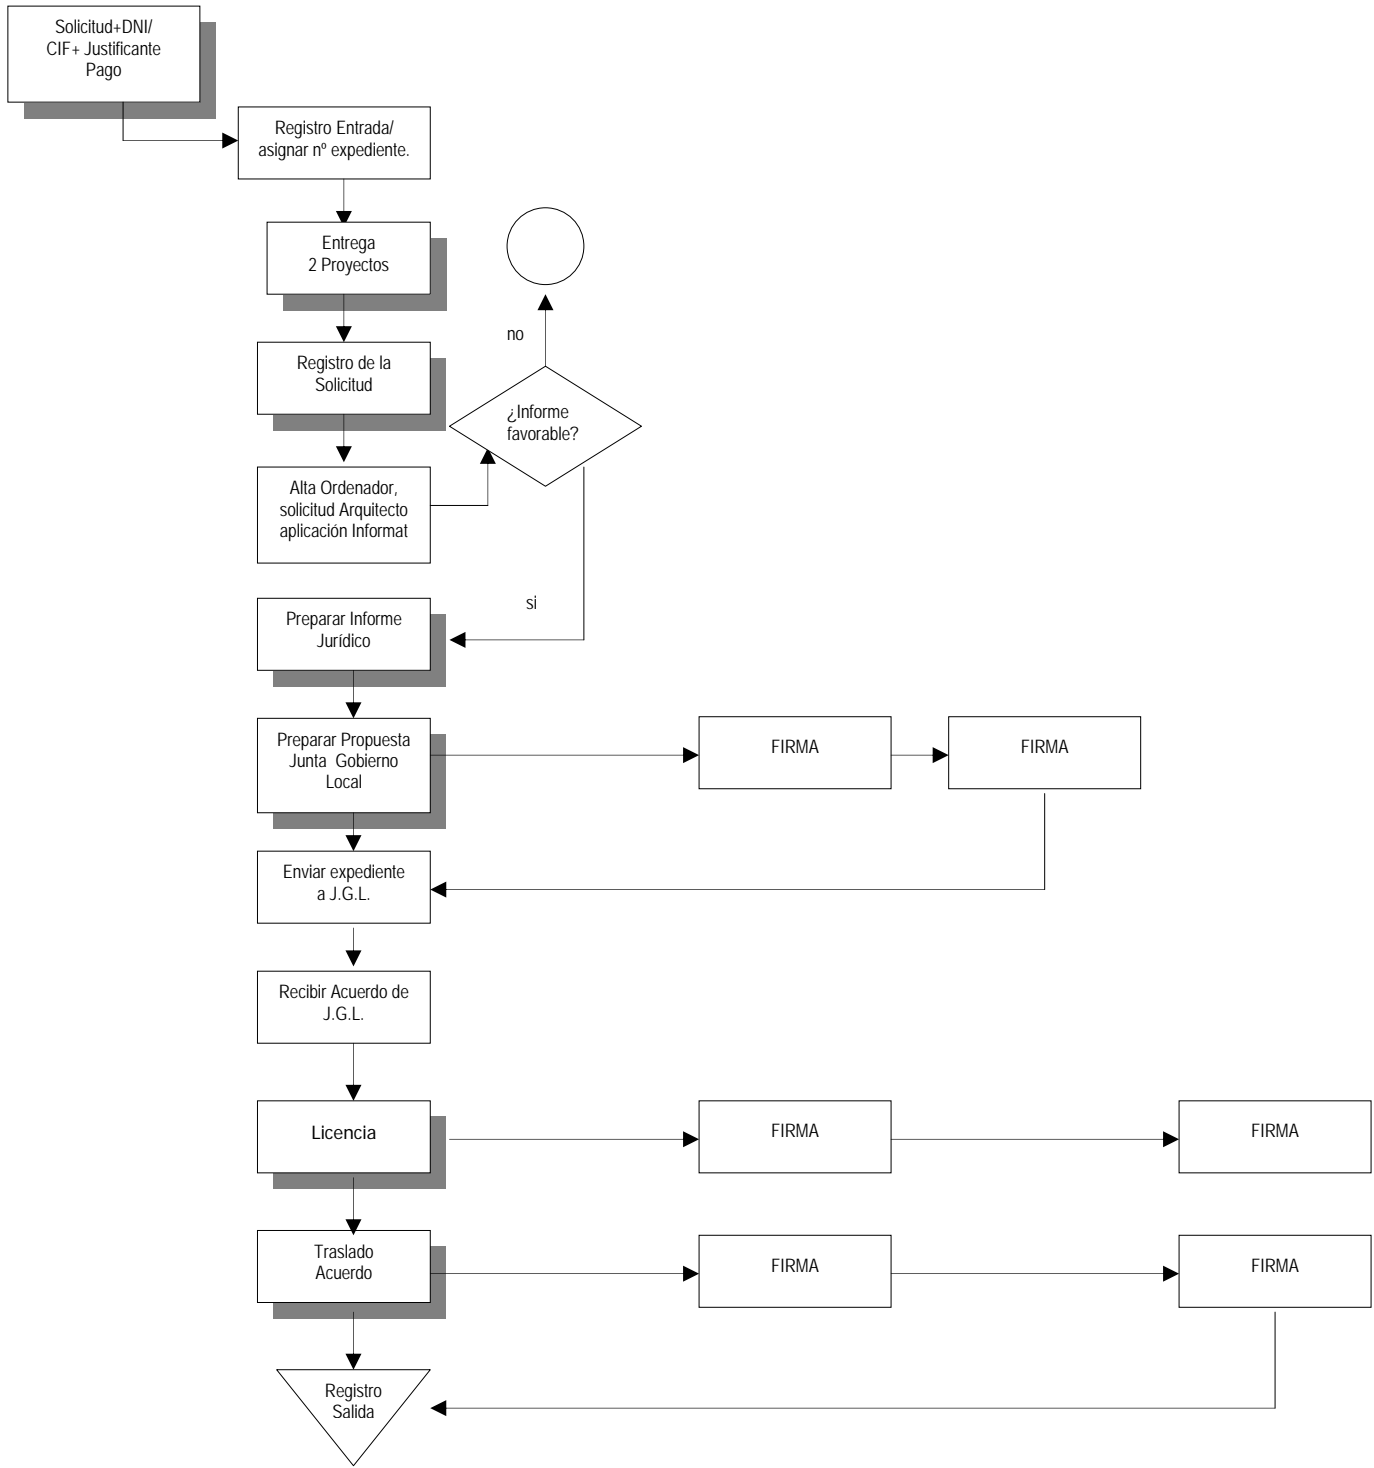 Solicitud+DNI/
CIF+ Justificante
Pago
Registro Entrada/
asignar nº expediente.
Entrega
2 Proyectos
no
Registro de la
Solicitud
¿Informe
favorable?
Alta Ordenador,
solicitud Arquitecto
aplicación Informat
si
Preparar Informe
Jurídico
Preparar Propuesta
Junta  Gobierno
Local
FIRMA
FIRMA
Enviar expediente
a J.G.L.
Recibir Acuerdo de
J.G.L.
Licencia
FIRMA
FIRMA
Traslado
Acuerdo
FIRMA
FIRMA
Registro
Salida